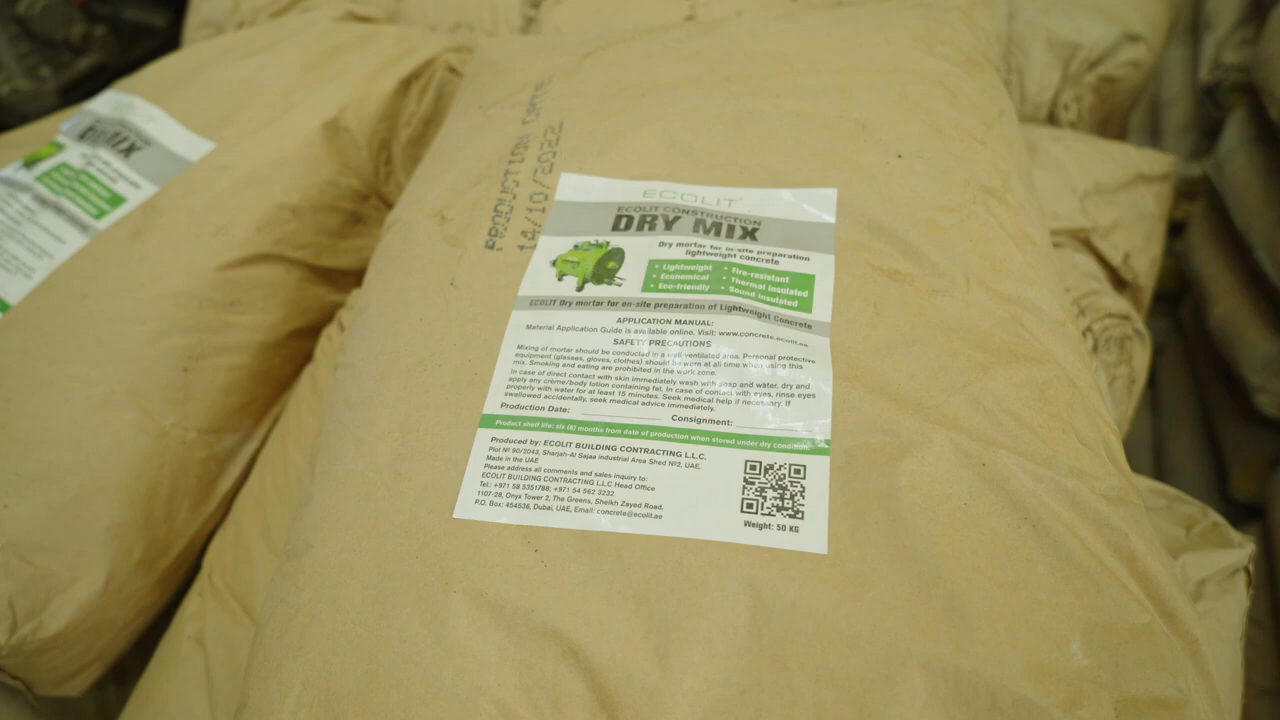 PRODUCTION DATE
14/10/2022
ECOLIT
ECOLIT CONSTRUCTION
DRY MIX
Dry mortar for in-site preparation
lightweight concrete
• Lightweight
• Economical
• Eco-friendly
• Fire-resistant
• Thermal insulated
• Sound insulated
ECOLIT Dry mortar for on-site preparation of Lightweight Concrete
APPLICATION MANUAL:
Material Application Guide is available online. Visit: www.concrete.ecolit.ae
SAFETY PRECAUTIONS
Mixing of mortar should be conducted in a well-ventilated area. Personal protective
equipment (glasses, gloves, clothes) should be worn at all time when using this
mix. Smoking and eating are prohibited in the work zone.
In case of direct contact with skin immediately wash with soap and water, dry and
apply any crème/body lotion containing fat. In case of contact with eyes, rinse eyes
properly with water for at least 15 minutes. Seek medical help if necessary. If
swallowed accidentally, seek medical advice immediately.
Production Date:
Consignment:
Product shelf life: six (6) months from date of production when stored under dry condition.
Produced by: ECOLIT BUILDING CONTRACTING L.L.C.
Plot № 80/2043, Sharjah-Al Sajaa Industrial Area Shed №2, UAE.
Made in the UAE
Please address all comments and sales inquiry to:
ECOLIT BUILDING CONTRACTING L.L.C Head Office
Tel.: +971 58 5351788; +971 54 562 3232
1107-28, Onyx Tower 2, The Greens, Sheikh Zayed Road.
P.O. Box: 454536, Dubai, UAE, Email: concrete@ecolit.ae
Weight: 50 KG
MIX